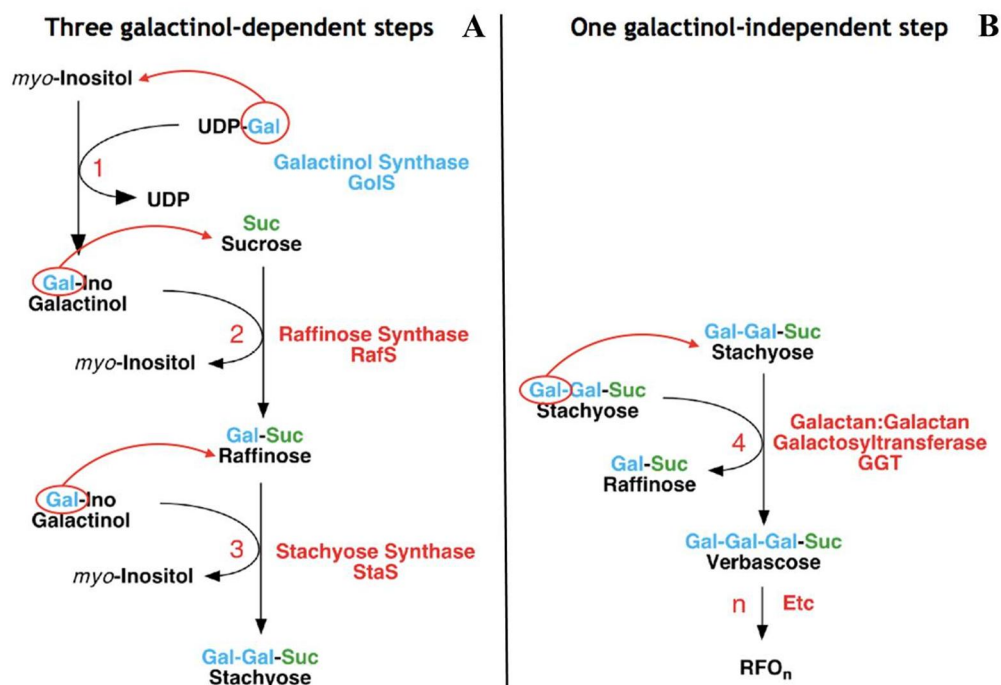 Three galactinol-dependent steps A
myo-Inositol
UDP-Gal
1
Galactinol Synthase
GolS
UDP
Suc
Sucrose
Gal-Ino
Galactinol
2
Raffinose Synthase
RafS
myo-Inositol
Gal-Suc
Raffinose
Gal-Ino
Galactinol
3
Stachyose Synthase
StaS
myo-Inositol
Gal-Gal-Suc
Stachyose
One galactinol-independent step B
Gal-Gal-Suc
Stachyose
Gal-Gal-Suc
Stachyose
4
Galactan:Galactan
Galactosyltransferase
GGT
Gal-Suc
Raffinose
Gal-Gal-Gal-Suc
Verbascose
n Etc
RFOn